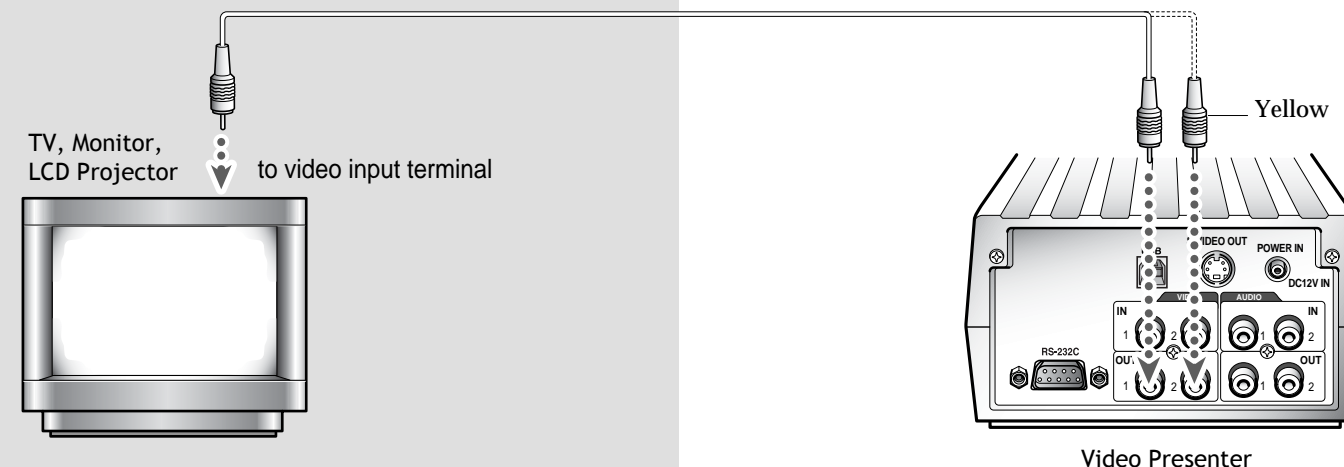 Yellow
TV, Monitor,
LCD Projector
to video input terminal
VIDEO OUT
POWER IN
DC12V IN
AUDIO
IN
IN
1
2
1
2
RS-232C
OUT
OUT
1
2
1
2
Video Presenter